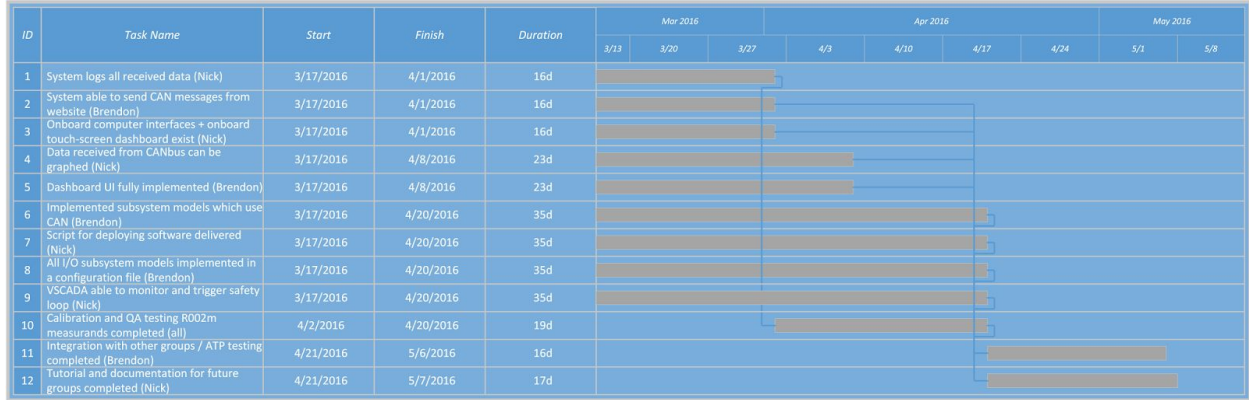 ID Task Name Start Finish Duration Mar 2016 Apr 2016 May 2016
3/13 3/20 3/27 4/3 4/10 4/17 4/24 5/1 5/8
1 System logs all received data (Nick) 3/17/2016 4/1/2016 16d
2 System able to send CAN messages from
website (Brendon) 3/17/2016 4/1/2016 16d
3 Onboard computer interfaces + onboard
touch-screen dashboard exist (Nick) 3/17/2016 4/1/2016 16d
4 Data received from CANbus can be
graphed (Nick) 3/17/2016 4/8/2016 23d
5 Dashboard UI fully implemented (Brendon) 3/17/2016 4/8/2016 23d
6 Implemented subsystem models which use
CAN (Brendon) 3/17/2016 4/20/2016 35d
7 Script for deploying software delivered
(Nick) 3/17/2016 4/20/2016 35d
8 All I/O subsystem models implemented in
a configuration file (Brendon) 3/17/2016 4/20/2016 35d
9 VSCADA able to monitor and trigger safety
loop (Nick) 3/17/2016 4/20/2016 35d
10 Calibration and QA testing R002m
measurands completed (all) 4/2/2016 4/20/2016 19d
11 Integration with other groups / ATP testing
completed (Brendon) 4/21/2016 5/6/2016 16d
12 Tutorial and documentation for future
groups completed (Nick) 4/21/2016 5/7/2016 17d